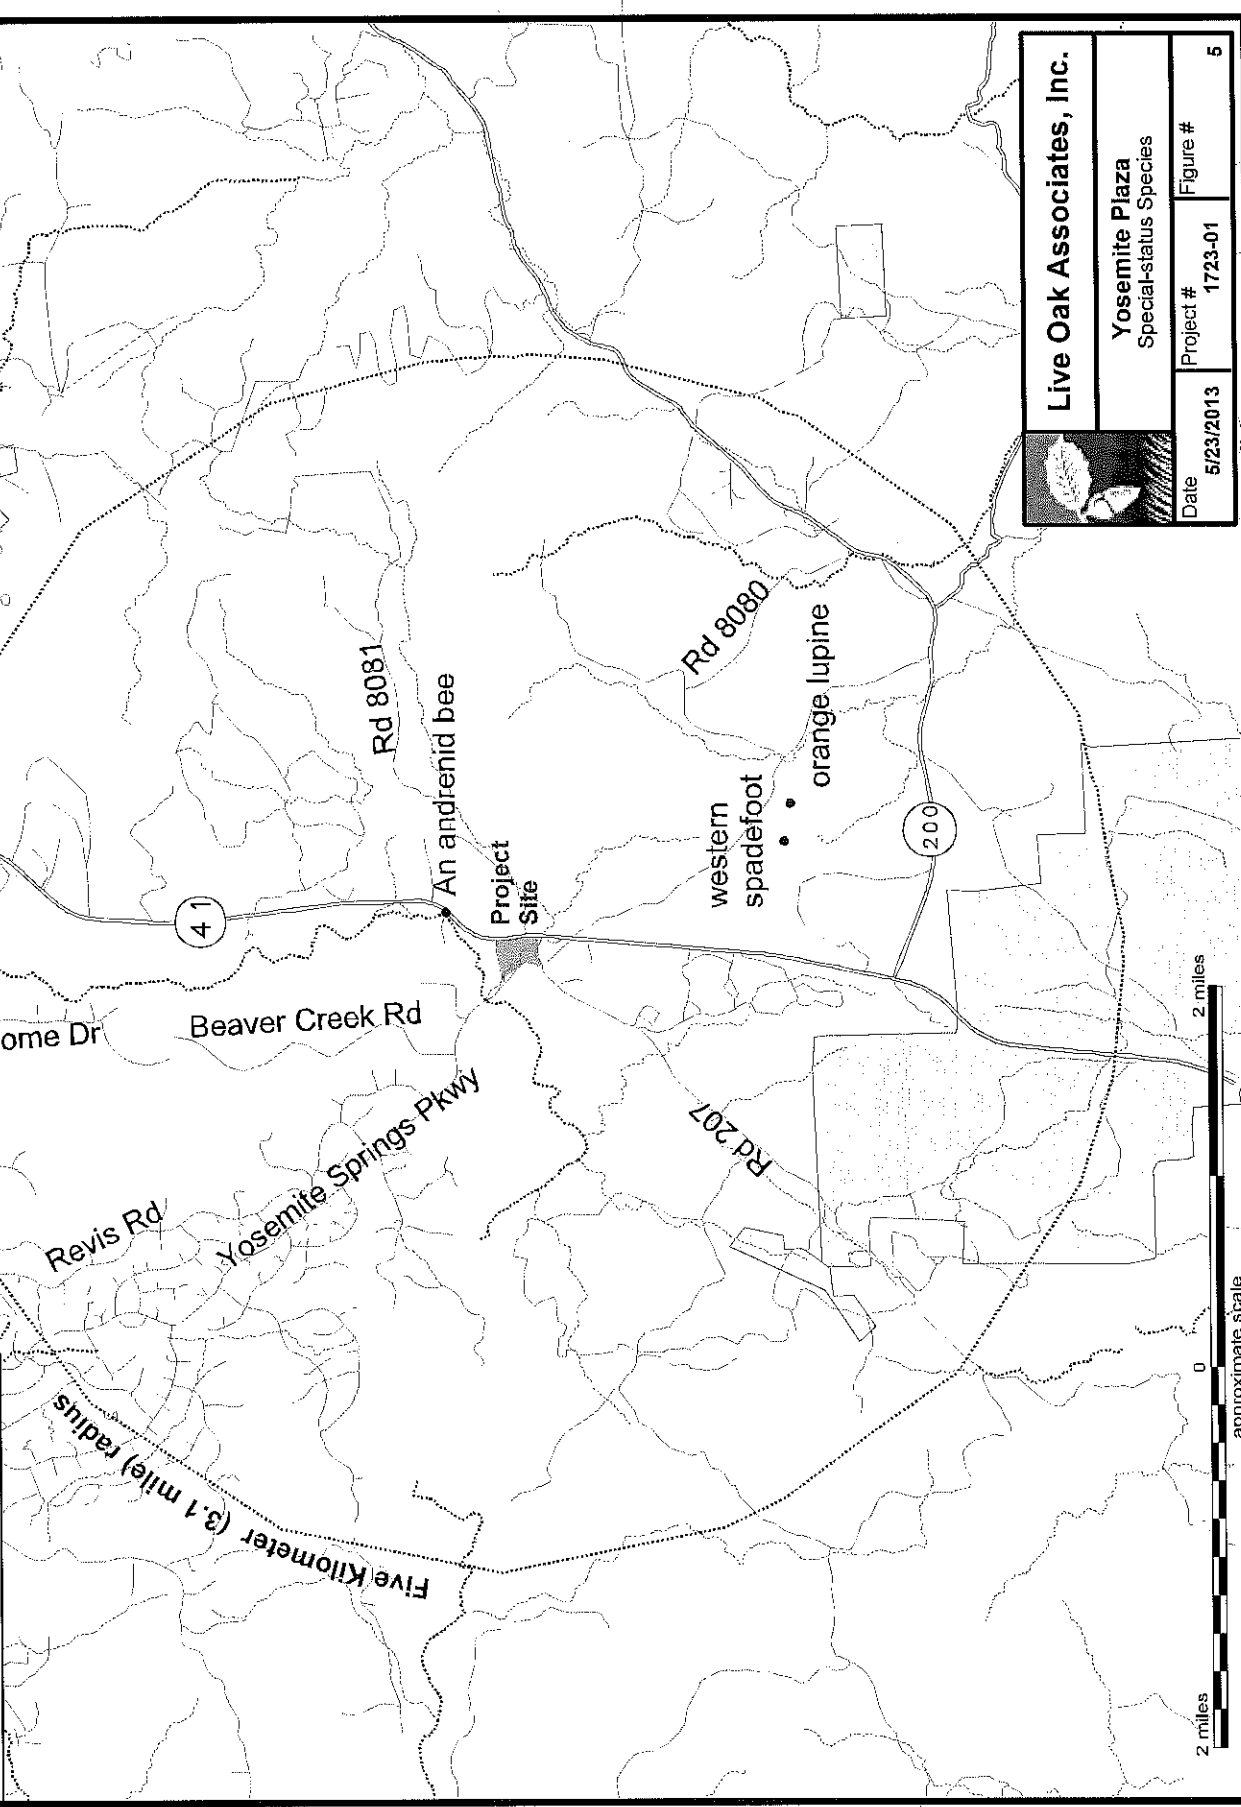 ome Dr
Revis Rd
Beaver Creek Rd
Yosemite Springs Pkwy
41
Rd 8081
An andrenid bee
Project
Site
Five Kilometer (3.1 mile) radius
Rd 207
western
spadefoot
orange lupine
Rd 8080
200
2 miles
0
2 miles
approximate scale
Live Oak Associates, Inc.
Yosemite Plaza
Special-status Species
Date
5/23/2013
Project #
1723-01
Figure #
5